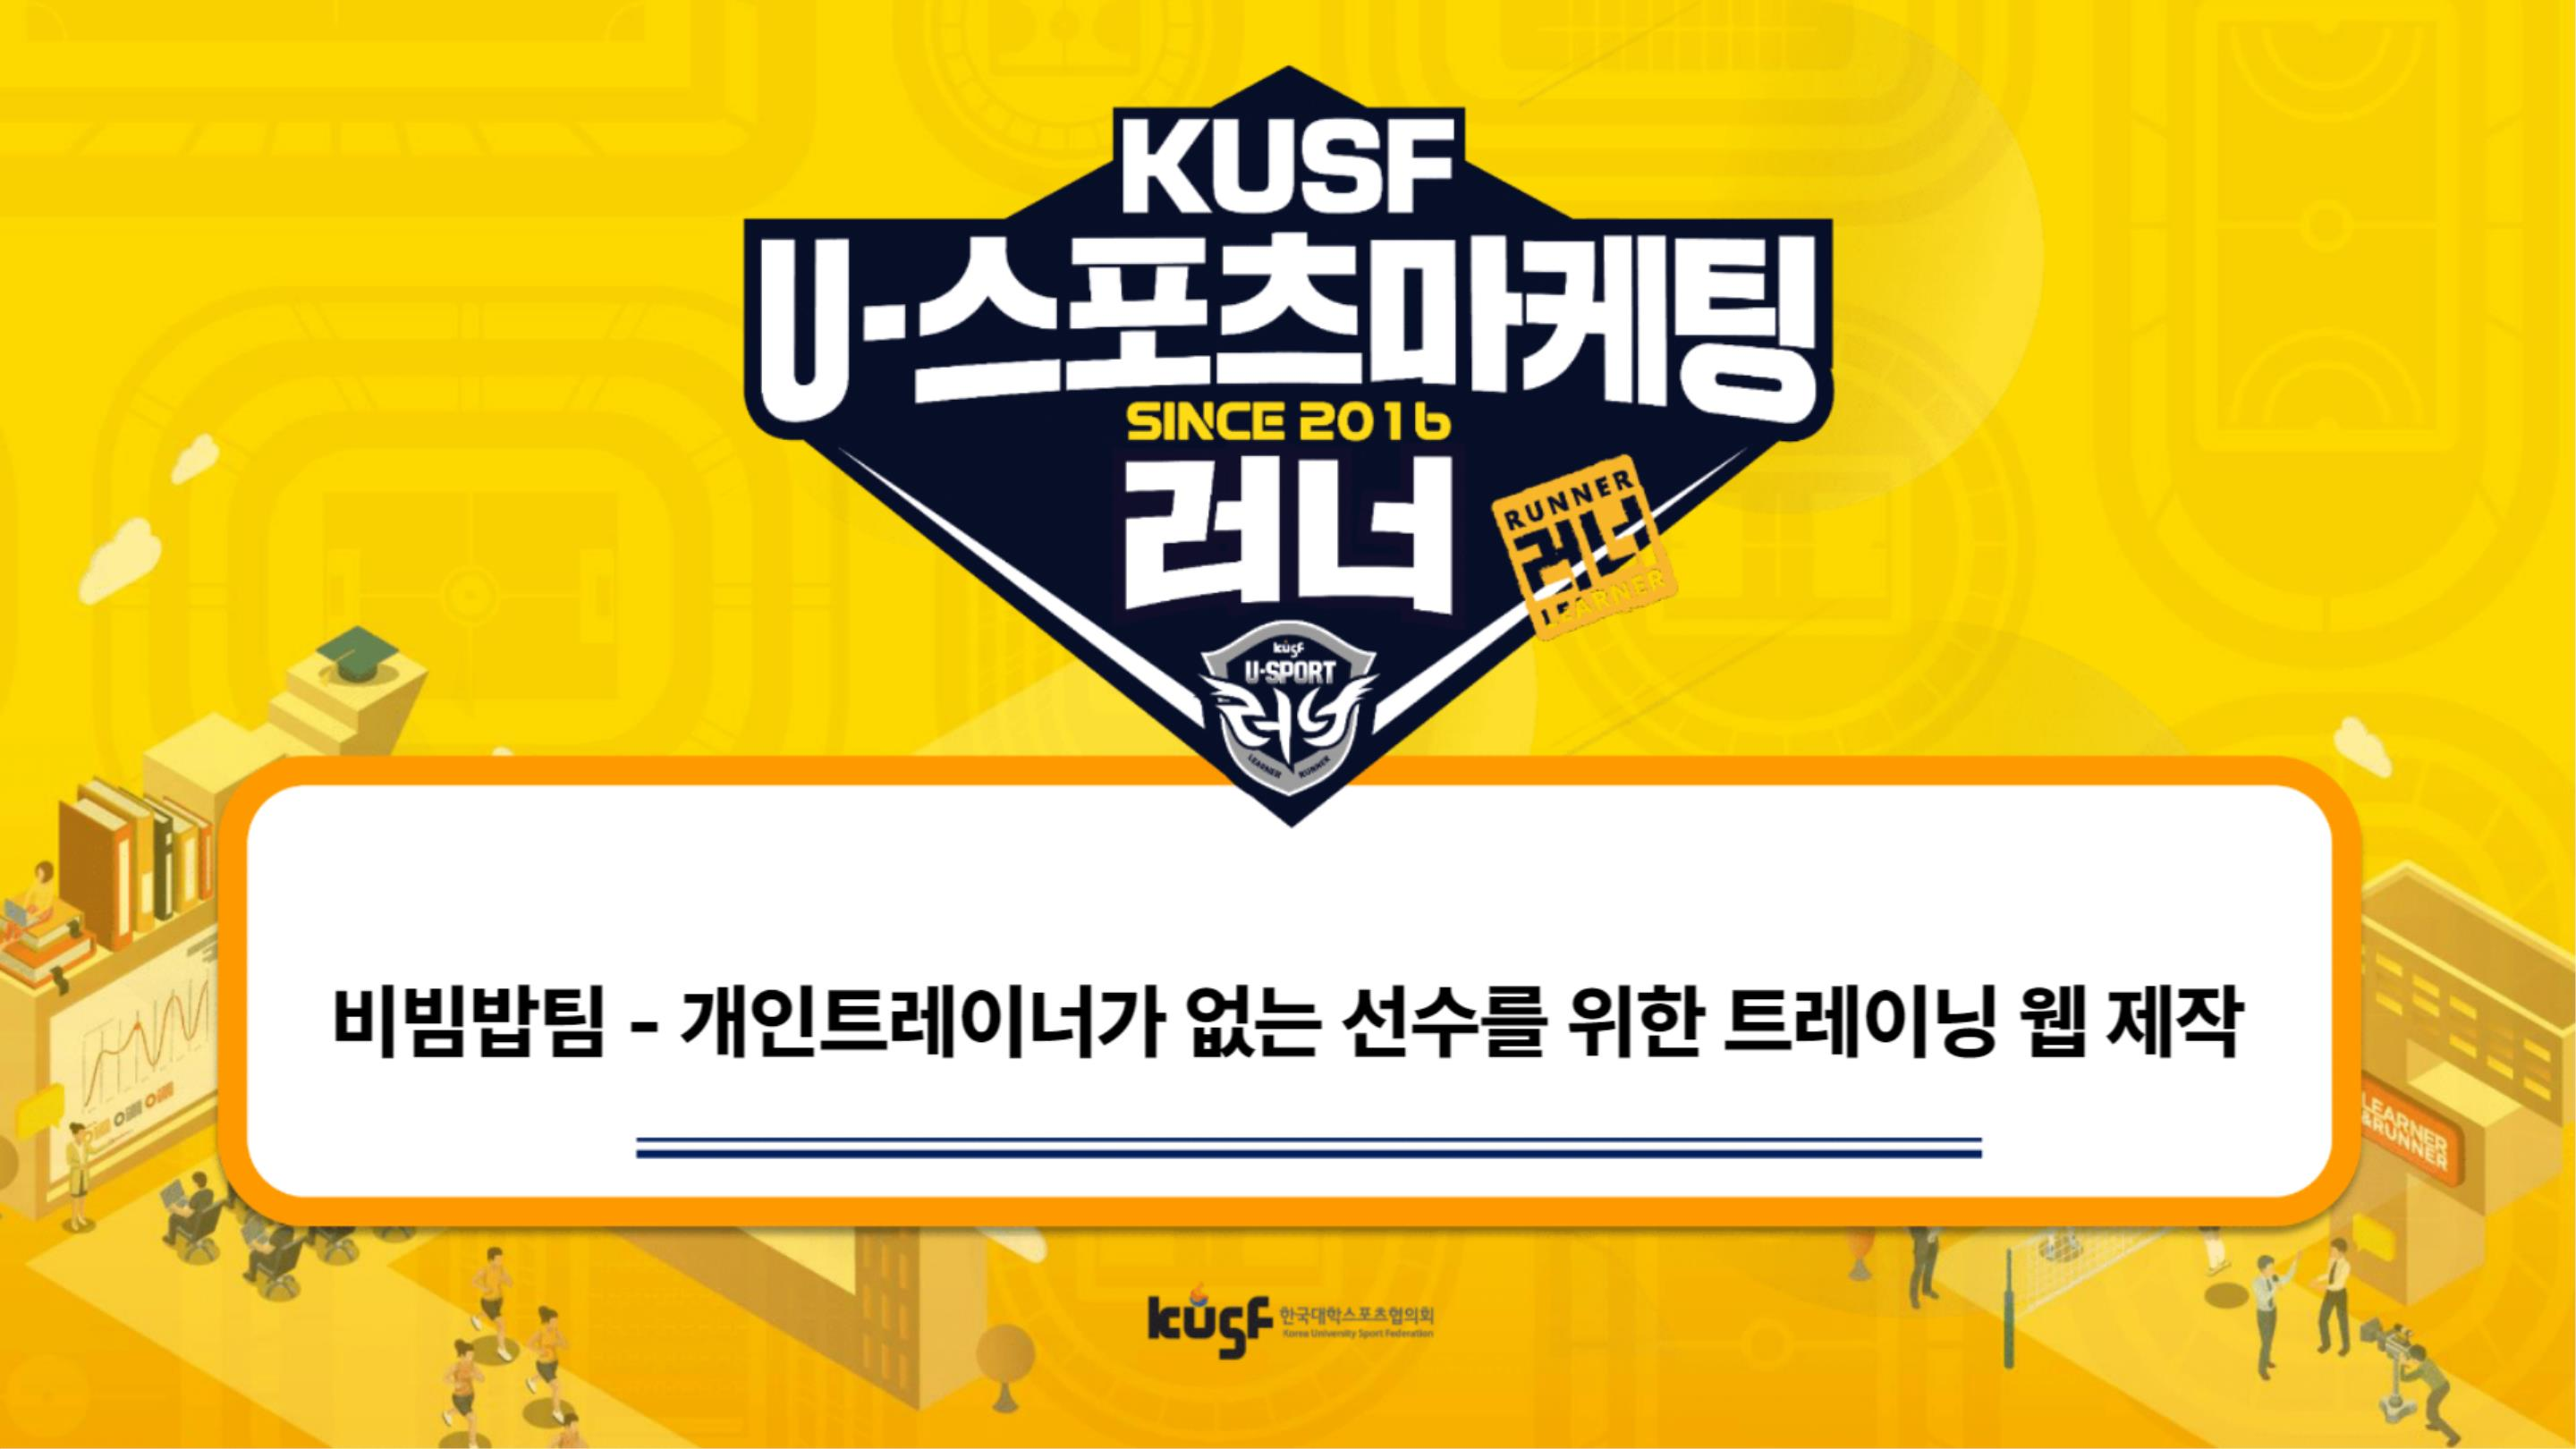 KUSF
U-스포츠마케팅
SINCE 2016
러너
RUNNER
러너
LEARNER
kusf
U-SPORT
러너
LEARNER RUNNER
비빔밥팀 - 개인트레이너가 없는 선수를 위한 트레이닝 웹 제작
LEARNER
&RUNNER
kusf 한국대학스포츠협의회
Korea University Sport Federation